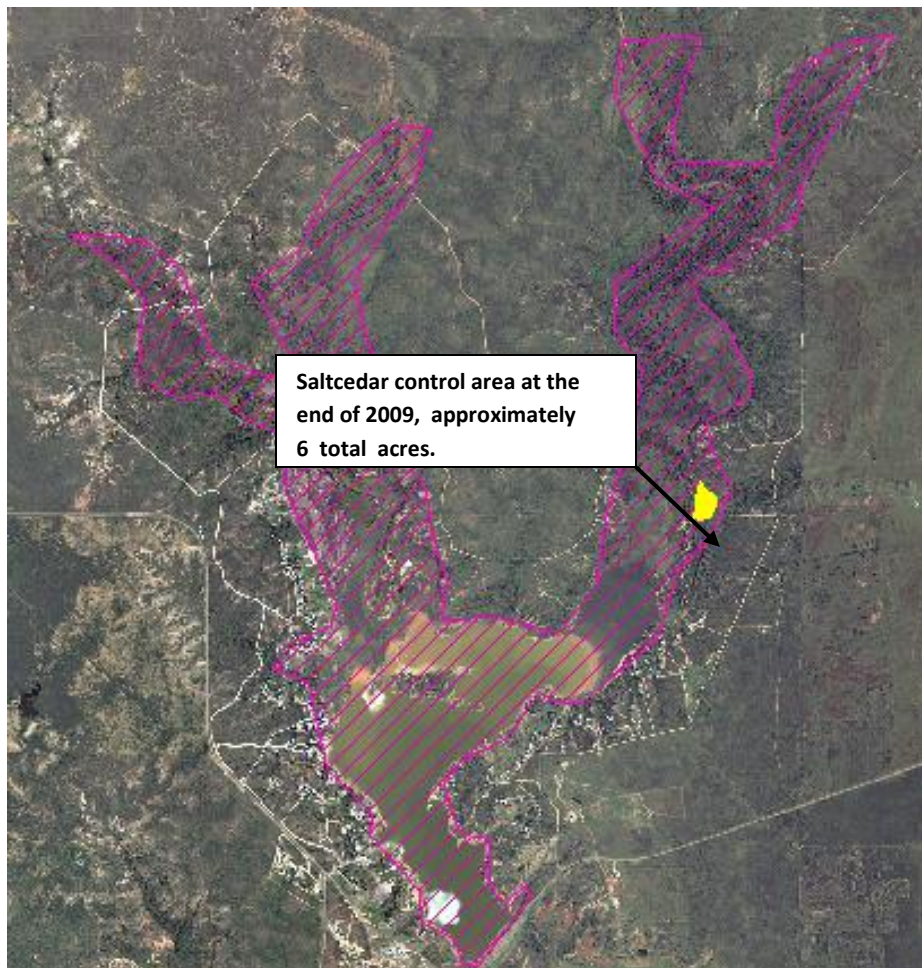 Saltcedar control area at the
end of 2009, approximately
6 total acres.